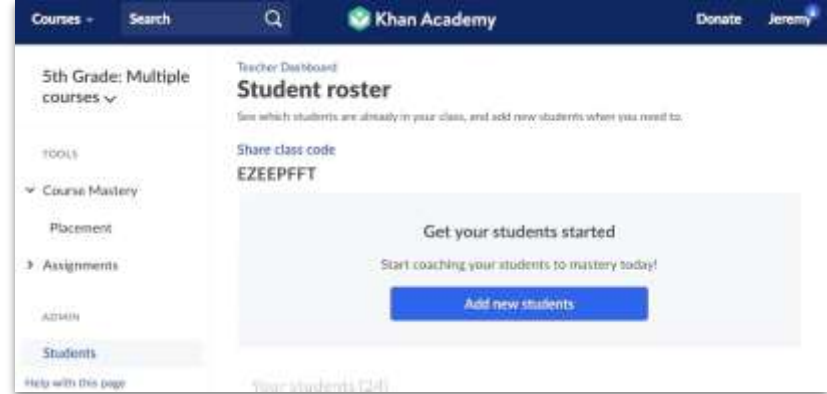 Courses
Search
Khan Academy
Donate
Jeremy
5th Grade: Multiple
courses
TOOLS
Course Mastery
Placement
Assignments
ADMIN
Students
Help with this page
Teacher Dashboard
Student roster
See which students are already in your class, and add new students when you need to.
Share class code
EZEEPFFT
Get your students started
Start coaching your students to mastery today!
Add new students
Your students (24)